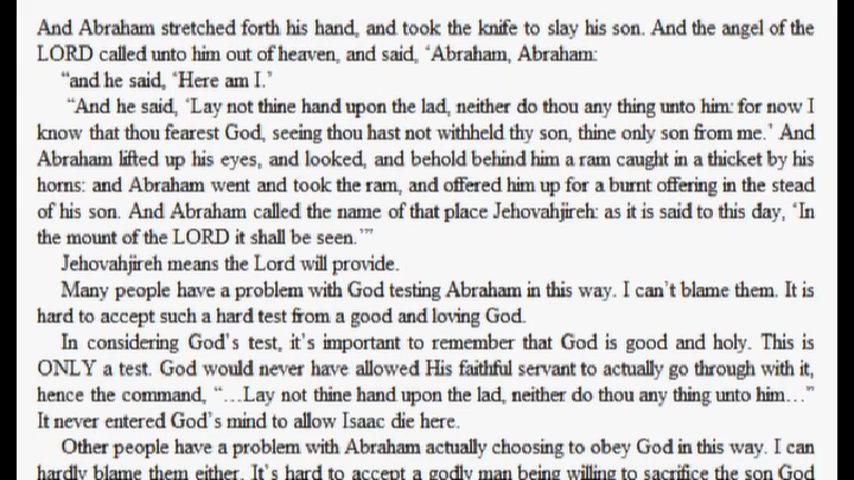 And Abraham stretched forth his hand, and took the knife to slay his son. And the angel of the
LORD called unto him out of heaven, and said, ‘Abraham, Abraham:
“and he said, ‘Here am I.’
“And he said, ‘Lay not thine hand upon the lad, neither do thou any thing unto him: for now I
know that thou fearest God, seeing thou hast not withheld thy son, thine only son from me.’ And
Abraham lifted up his eyes, and looked, and behold behind him a ram caught in a thicket by his
horns: and Abraham went and took the ram, and offered him up for a burnt offering in the stead
of his son. And Abraham called the name of that place Jehovahjireh: as it is said to this day, ‘In
the mount of the LORD it shall be seen.’”
Jehovahjireh means the Lord will provide.
Many people have a problem with God testing Abraham in this way. I can’t blame them. It is
hard to accept such a hard test from a good and loving God.
In considering God’s test, it’s important to remember that God is good and holy. This is
ONLY a test. God would never have allowed His faithful servant to actually go through with it,
hence the command, “…Lay not thine hand upon the lad, neither do thou any thing unto him…”
It never entered God’s mind to allow Isaac die here.
Other people have a problem with Abraham actually choosing to obey God in this way. I can
hardly blame them either. It’s hard to accept a godly man being willing to sacrifice the son God